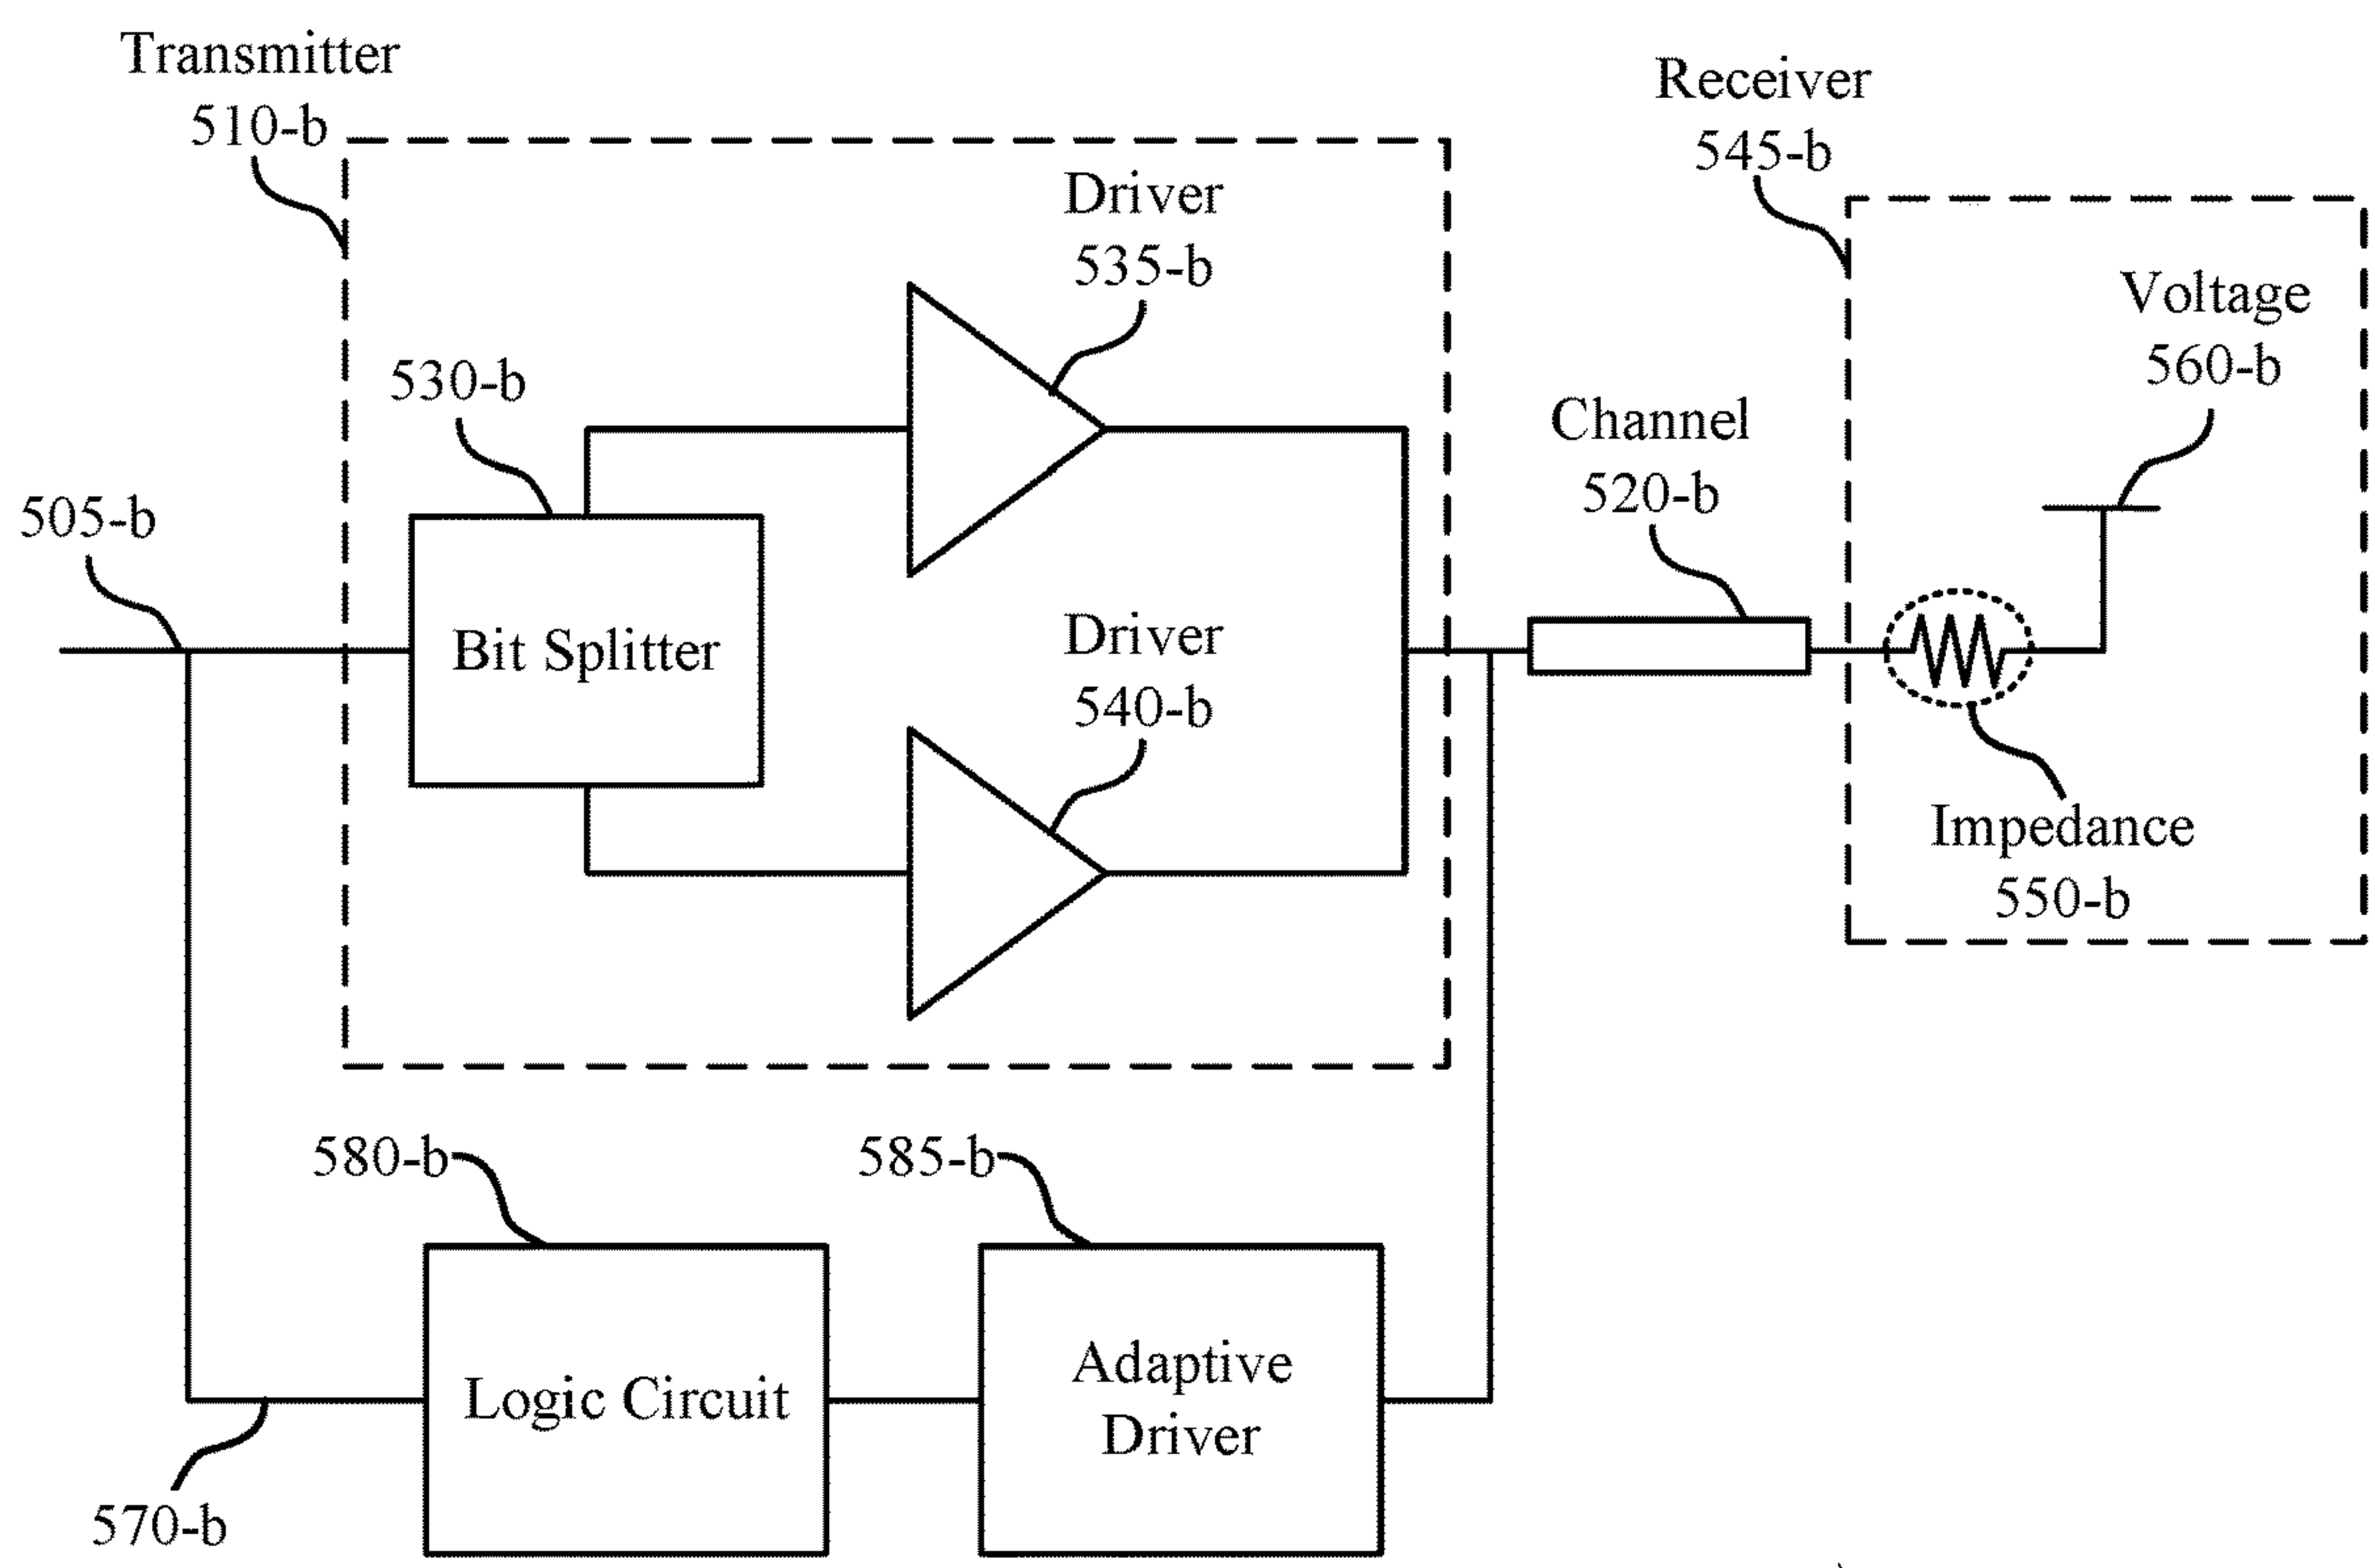 Transmitter
510-b
Receiver
545-b
Driver
535-b
Voltage
560-b
530-b
Channel
520-b
505-b
Bit Splitter
Driver
540-b
Impedance
550-b
580-b
585-b
Logic Circuit
Adaptive
Driver
570-b